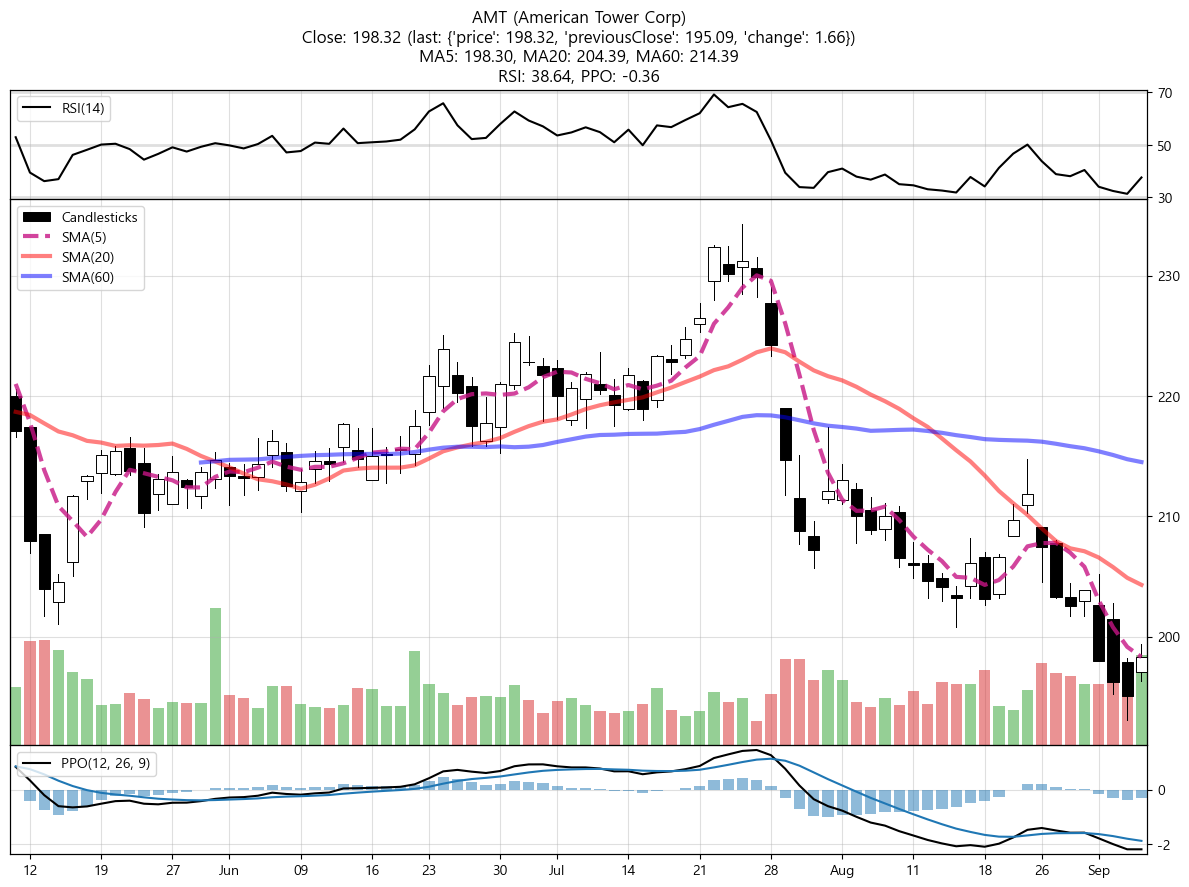 AMT (American Tower Corp)
Close: 198.32 (last: {'price': 198.32, 'previousClose': 195.09, 'change': 1.66})
MA5: 198.30, MA20: 204.39, MA60: 214.39
RSI: 38.64, PPO: -0.36
RSI(14)
70
50
30
Candlesticks
SMA(5)
SMA(20)
SMA(60)
230
220
210
200
PPO(12, 26, 9)
0
-2
12 19 27 Jun 09 16 23 30 Jul 14 21 28 Aug 11 18 26 Sep